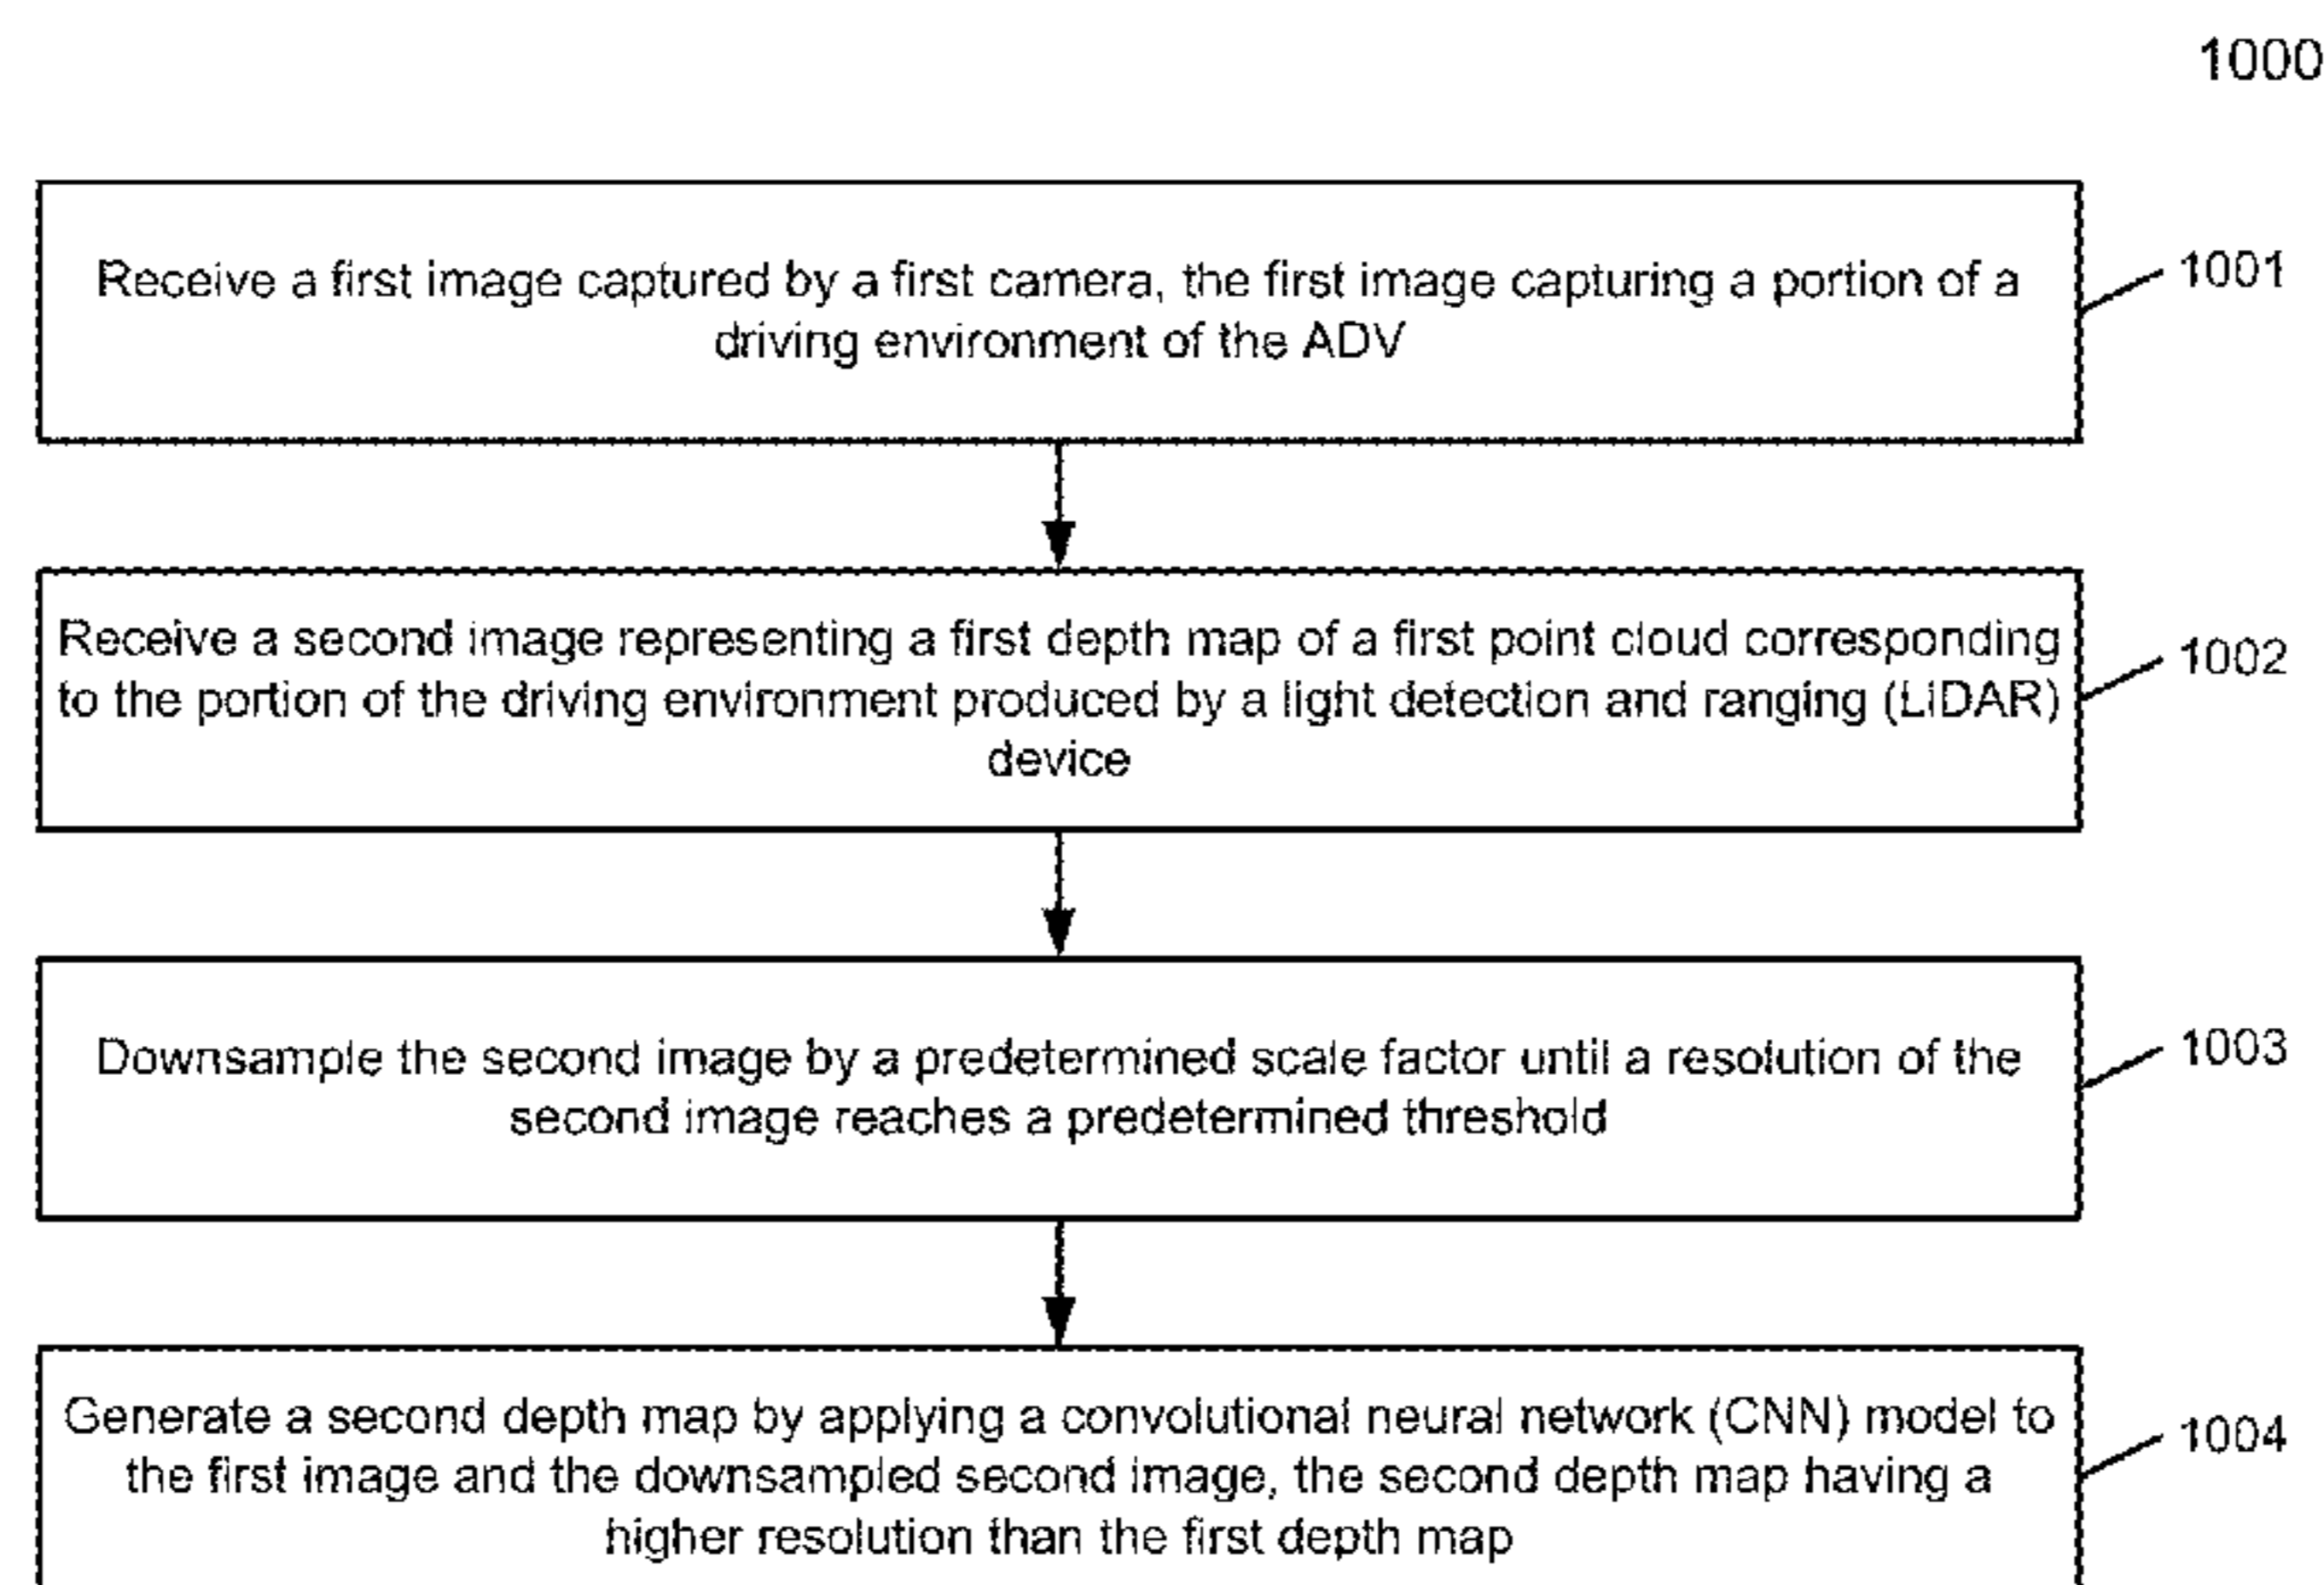 1000
Receive a first image captured by a first camera, the first image capturing a portion of a
driving environment of the ADV
1001
Receive a second image representing a first depth map of a first point cloud corresponding
to the portion of the driving environment produced by a light detection and ranging (LiDAR)
device
1002
Downsample the second image by a predetermined scale factor until a resolution of the
second image reaches a predetermined threshold
1003
Generate a second depth map by applying a convolutional neural network (CNN) model to
the first image and the downsampled second image, the second depth map having a
higher resolution than the first depth map
1004